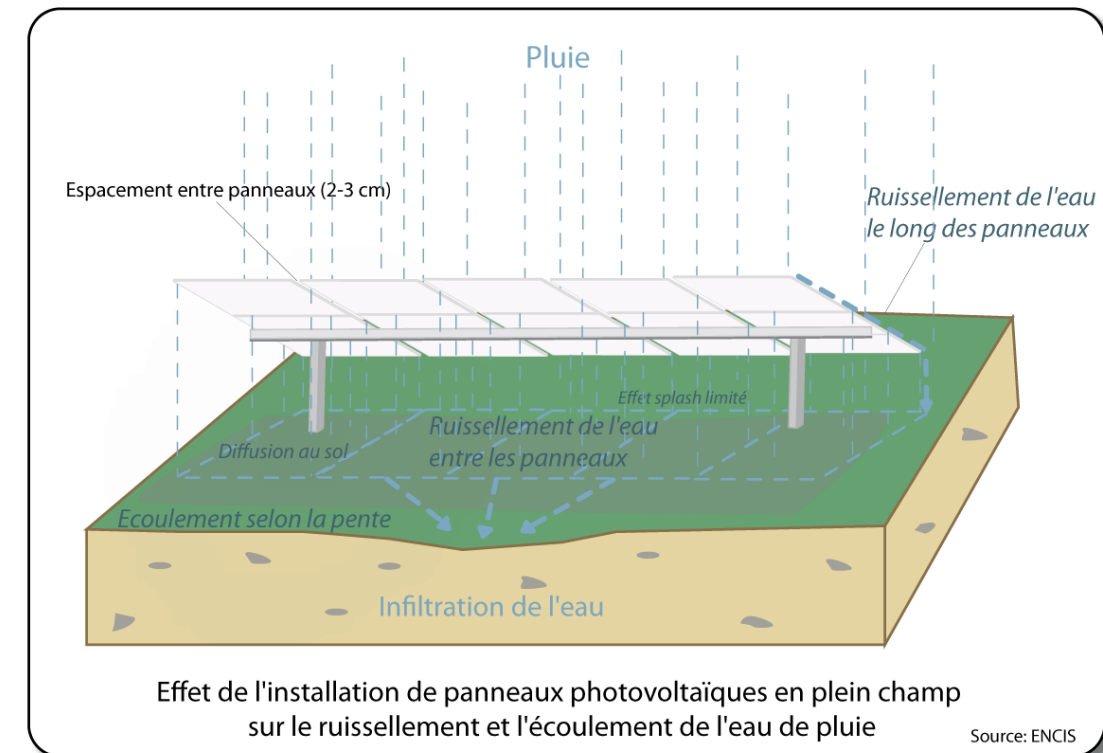 Pluie
Espacement entre panneaux (2-3 cm)
Ruissellement de l'eau
le long des panneaux
Effet splash limité
Ruissellement de l'eau
entre les panneaux
Diffusion au sol
Ecoulement selon la pente
Infiltration de l'eau
Effet de l'installation de panneaux photovoltaïques en plein champ
sur le ruissellement et l'écoulement de l'eau de pluie
Source: ENCIS